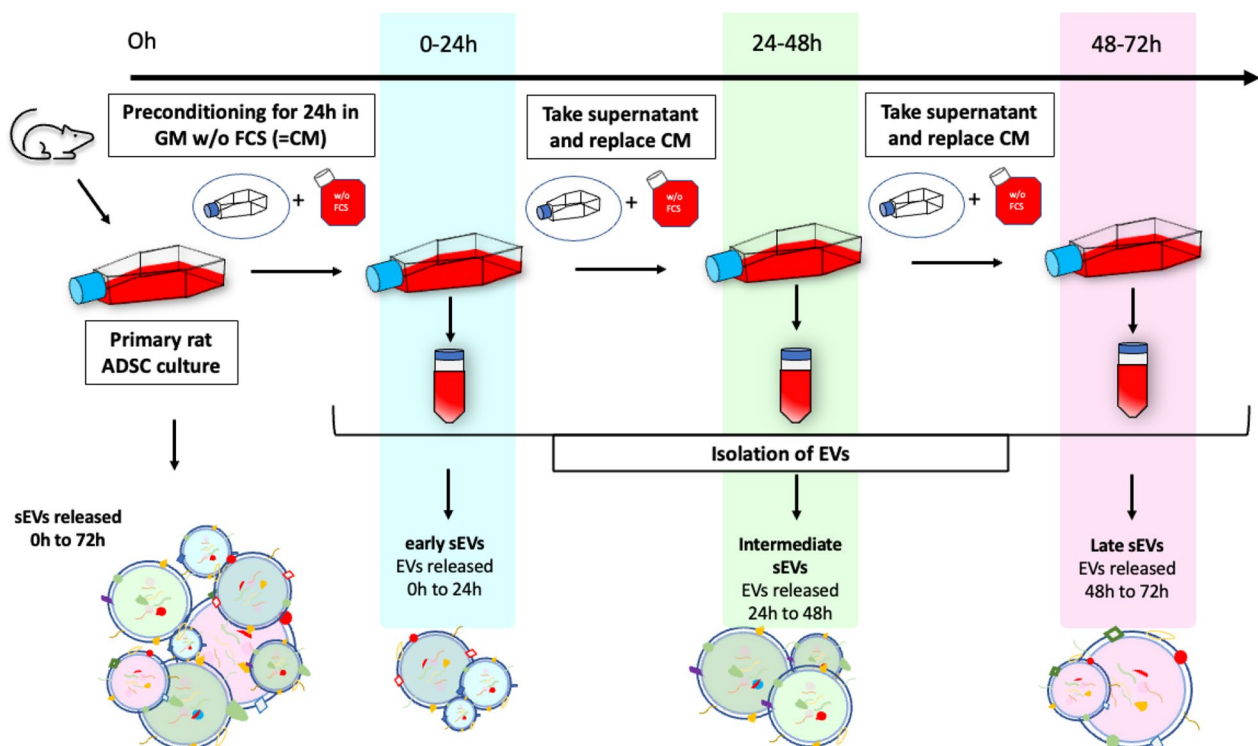 Oh
0-24h
24-48h
48-72h
Preconditioning for 24h in
GM w/o FCS (=CM)
Take supernatant
and replace CM
Take supernatant
and replace CM
+
w/o
FCS
+
w/o
FCS
+
w/o
FCS
Primary rat
ADSC culture
Isolation of EVs
sEVs released
0h to 72h
early sEVs
EVs released
0h to 24h
Intermediate
sEVs
EVs released
24h to 48h
Late sEVs
EVs released
48h to 72h